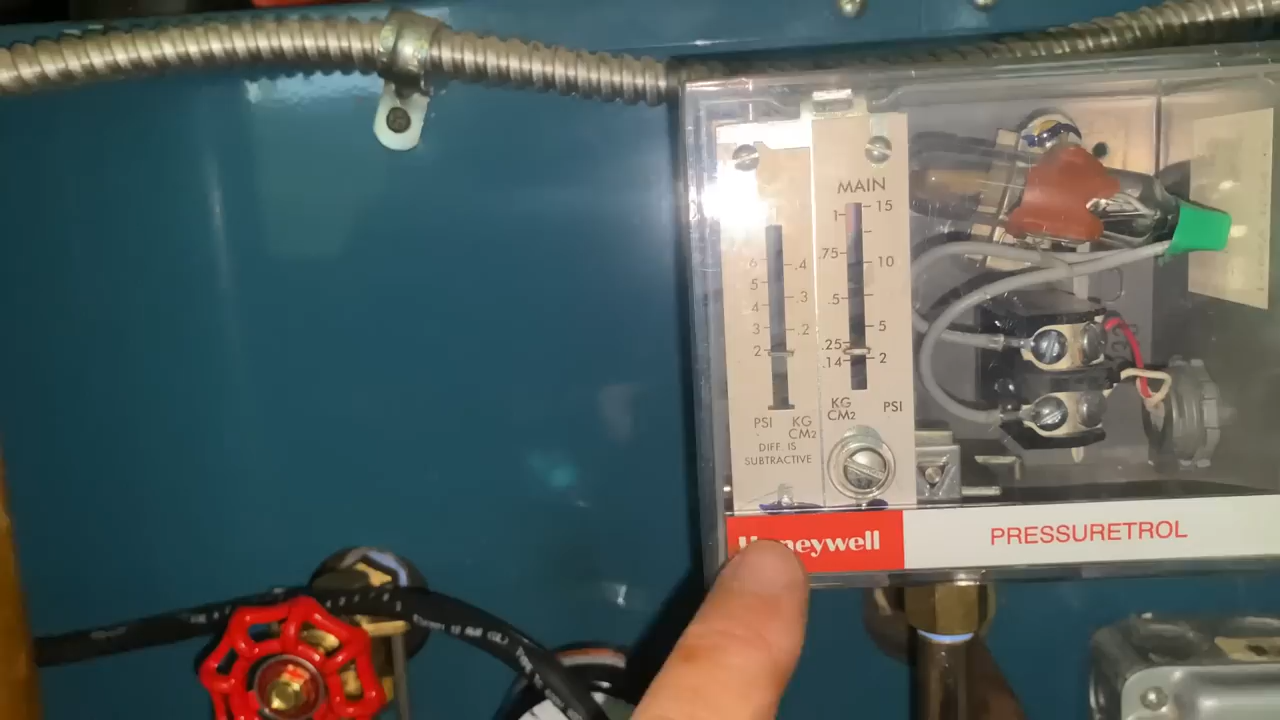 MAIN
1 15
.75 10
.5
5
.25
.14 2
KG
CM2
PSI
6 .4
5
4 .3
3 .2
2
PSI KG
CM2
DIFF. IS
SUBTRACTIVE
Honeywell
PRESSURETROL